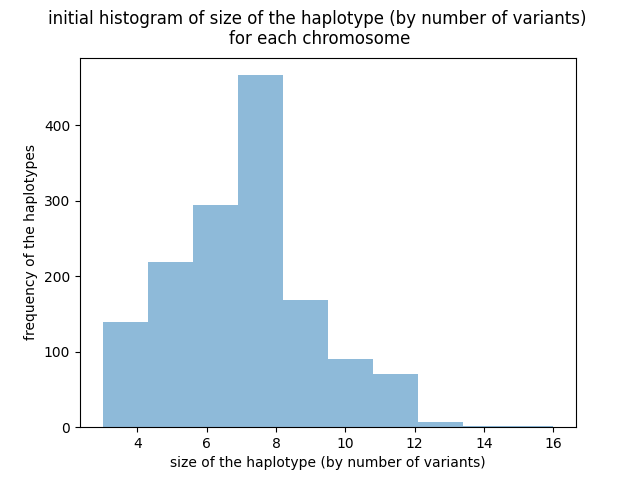 initial histogram of size of the haplotype (by number of variants)
for each chromosome
frequency of the haplotypes
400
300
200
100
0
4 6 8 10 12 14 16
size of the haplotype (by number of variants)